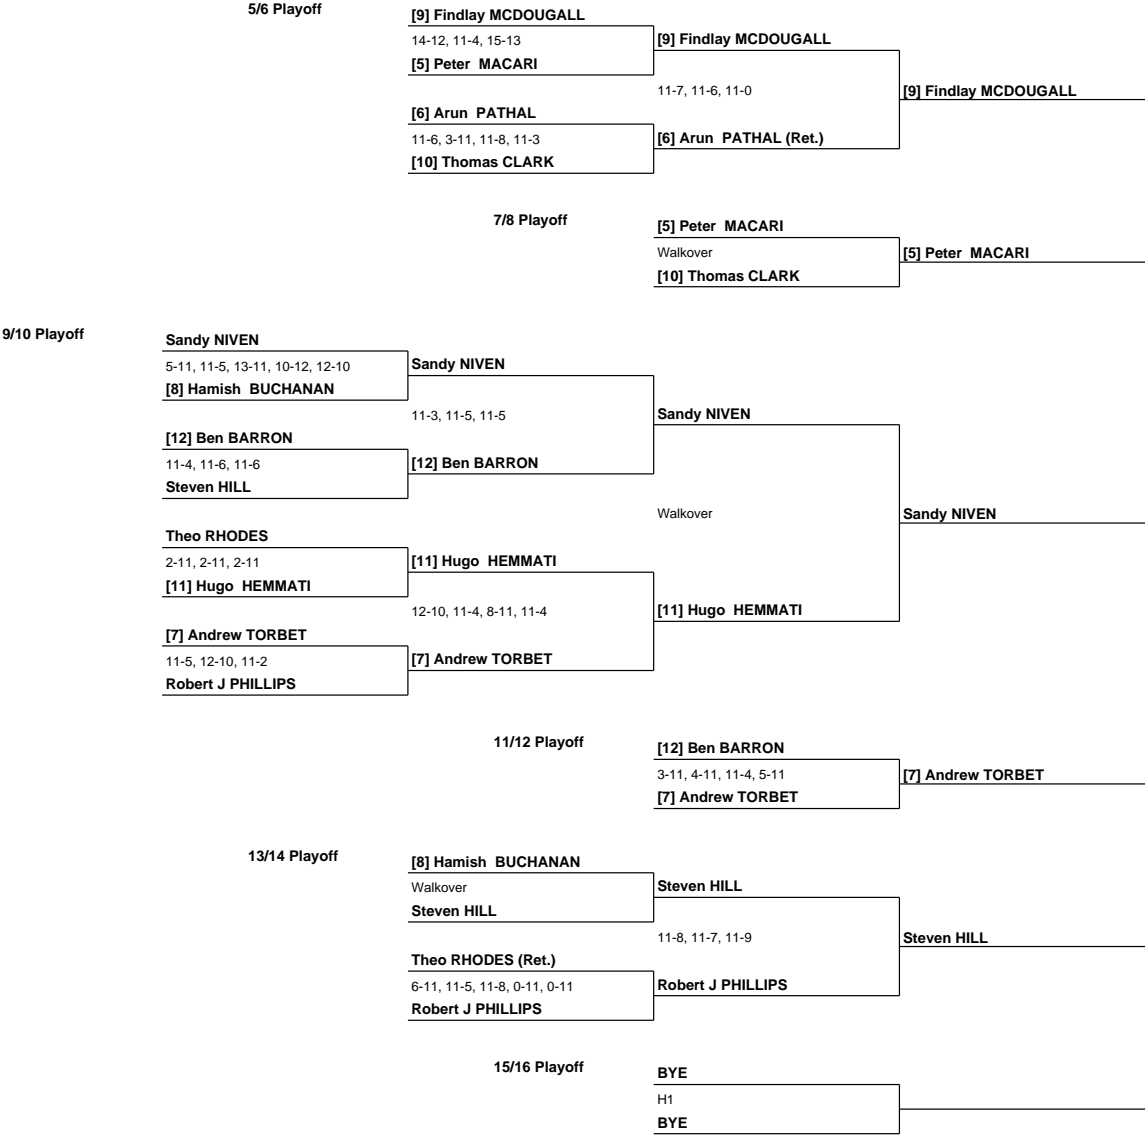 5/6 Playoff
[9] Findlay MCDOUGALL
14-12, 11-4, 15-13
[5] Peter MACARI
[9] Findlay MCDOUGALL
11-7, 11-6, 11-0
[9] Findlay MCDOUGALL
[6] Arun PATHAL
11-6, 3-11, 11-8, 11-3
[10] Thomas CLARK
[6] Arun PATHAL (Ret.)
7/8 Playoff
[5] Peter MACARI
Walkover
[10] Thomas CLARK
[5] Peter MACARI
9/10 Playoff
Sandy NIVEN
5-11, 11-5, 13-11, 10-12, 12-10
[8] Hamish BUCHANAN
Sandy NIVEN
11-3, 11-5, 11-5
Sandy NIVEN
[12] Ben BARRON
11-4, 11-6, 11-6
Steven HILL
[12] Ben BARRON
Walkover
Sandy NIVEN
Theo RHODES
2-11, 2-11, 2-11
[11] Hugo HEMMATI
[11] Hugo HEMMATI
12-10, 11-4, 8-11, 11-4
[11] Hugo HEMMATI
[7] Andrew TORBET
11-5, 12-10, 11-2
Robert J PHILLIPS
[7] Andrew TORBET
11/12 Playoff
[12] Ben BARRON
3-11, 4-11, 11-4, 5-11
[7] Andrew TORBET
[7] Andrew TORBET
13/14 Playoff
[8] Hamish BUCHANAN
Walkover
Steven HILL
Steven HILL
11-8, 11-7, 11-9
Steven HILL
Theo RHODES (Ret.)
6-11, 11-5, 11-8, 0-11, 0-11
Robert J PHILLIPS
Robert J PHILLIPS
15/16 Playoff
BYE
H1
BYE